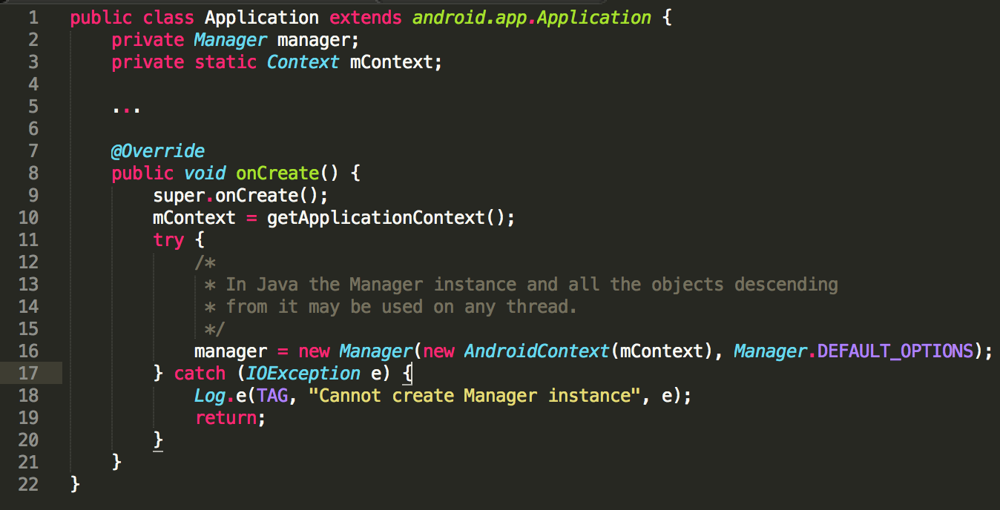 1 public class Application extends android.app.Application {
2     private Manager manager;
3     private static Context mContext;
4
5     ...
6
7     @Override
8     public void onCreate() {
9         super.onCreate();
10         mContext = getApplicationContext();
11         try {
12             /*
13              * In Java the Manager instance and all the objects descending
14              * from it may be used on any thread.
15              */
16             manager = new Manager(new AndroidContext(mContext), Manager.DEFAULT_OPTIONS);
17         } catch (IOException e) {
18             Log.e(TAG, "Cannot create Manager instance", e);
19             return;
20         }
21     }
22 }